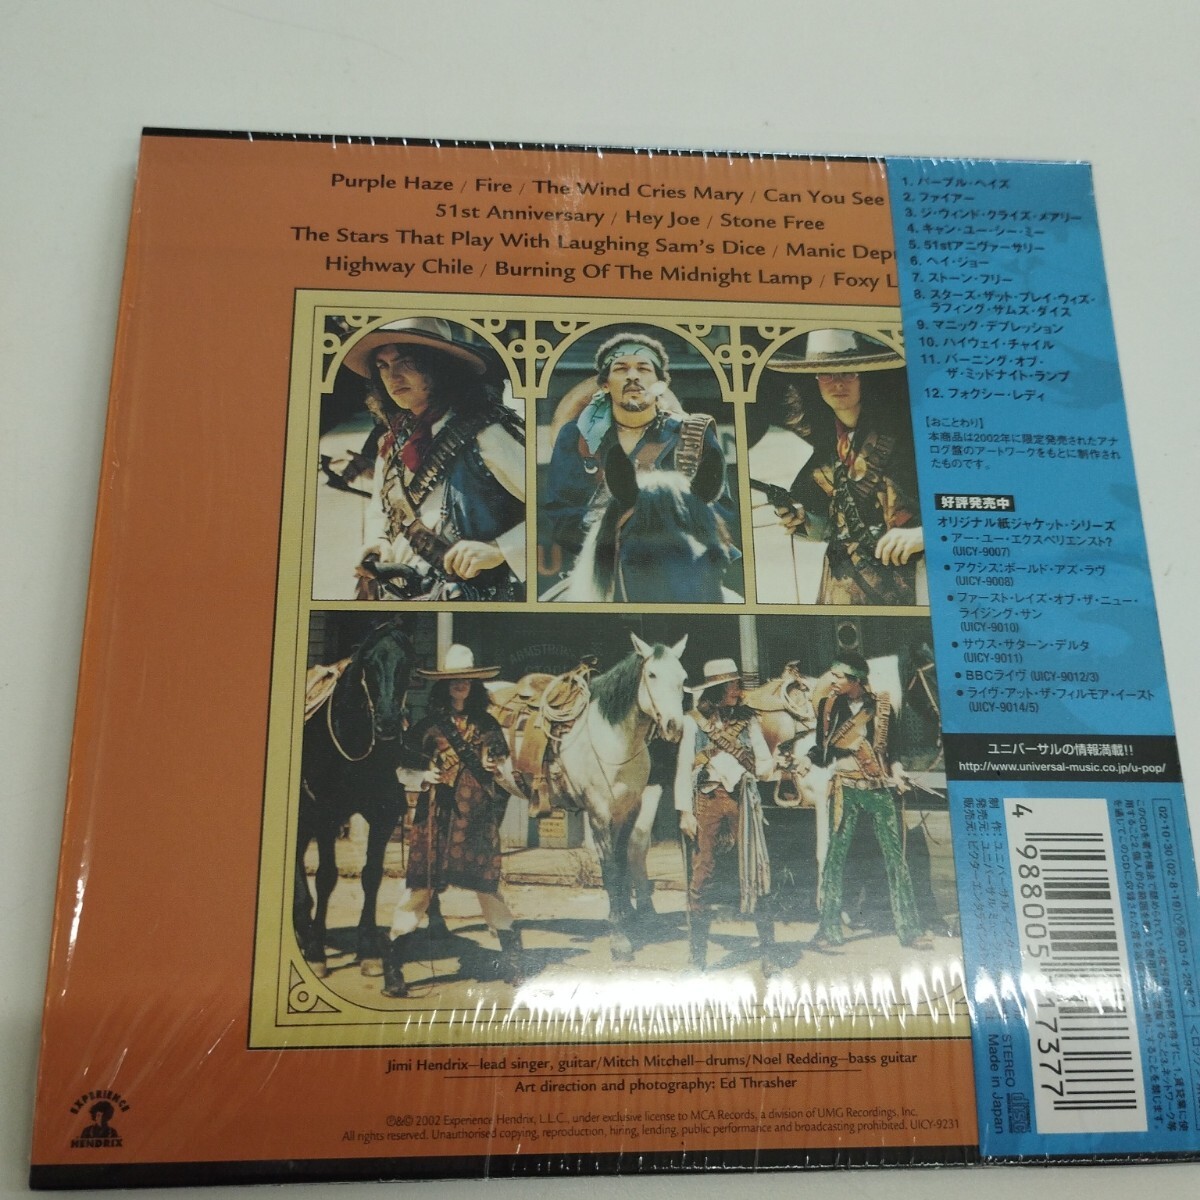 Purple Haze / Fire / The Wind Cries Mary / Can You See
51st Anniversary / Hey Joe / Stone Free
The Stars That Play With Laughing Sam's Dice / Manic Dep
Highway Chile / Burning Of The Midnight Lamp / Foxy L
Jimi Hendrix—lead singer, guitar/Mitch Mitchell—drums/Noel Redding—bass guitar
Art direction and photography: Ed Thrasher
℗&© 2002 Experience Hendrix, L.L.C., under exclusive license to MCA Records, a division of UMG Recordings, Inc.
All rights reserved. Unauthorised copying, reproduction, hiring, lending, public performance and broadcasting prohibited. UICY-9231
EXPERIENCE
HENDRIX
1. パープル・ヘイズ
2. ファイアー
3. ジ・ウィンド・クライズ・メアリー
4. キャン・ユー・シー・ミー
5. 51stアニヴァーサリー
6. ヘイ・ジョー
7. ストーン・フリー
8. スターズ・ザット・プレイ・ウィズ・
ラフィング・サムズ・ダイス
9. マニック・デプレッション
10. ハイウェイ・チャイル
11. バーニング・オブ・
ザ・ミッドナイト・ランプ
12. フォクシー・レディ
【おことわり】
本商品は2002年に限定発売されたアナ
ログ盤のアートワークをもとに制作され
たものです。
好評発売中
オリジナル紙ジャケット・シリーズ
●アー・ユー・エクスペリエンスト?
(UICY-9007)
●アクシス:ボールド・アズ・ラヴ
(UICY-9008)
●ファースト・レイズ・オブ・ザ・ニュー・
ライジング・サン
(UICY-9010)
●サウス・サターン・デルタ
(UICY-9011)
●BBCライヴ (UICY-9012/3)
●ライヴ・アット・ザ・フィルモア・イースト
(UICY-9014/5)
ユニバーサルの情報満載!!
http://www.universal-music.co.jp/u-pop/
4 988005 317377
STEREO
Made in Japan